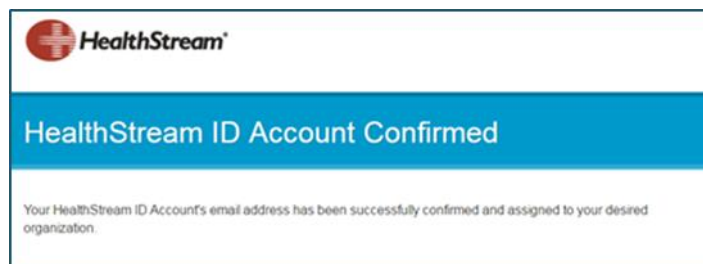 HealthStream®
HealthStream ID Account Confirmed
Your HealthStream ID Account's email address has been successfully confirmed and assigned to your desired
organization.